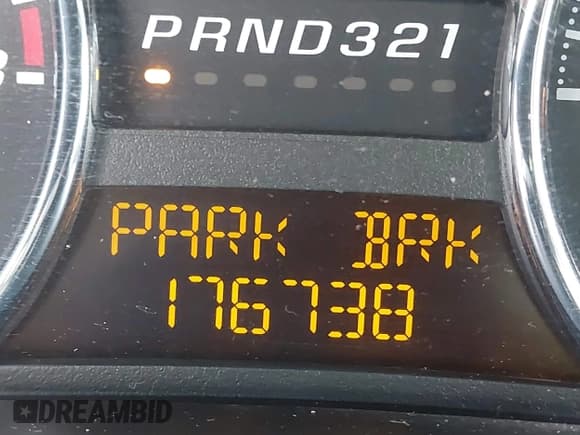 PRND321
PARK BRK
176738
DREAMBID